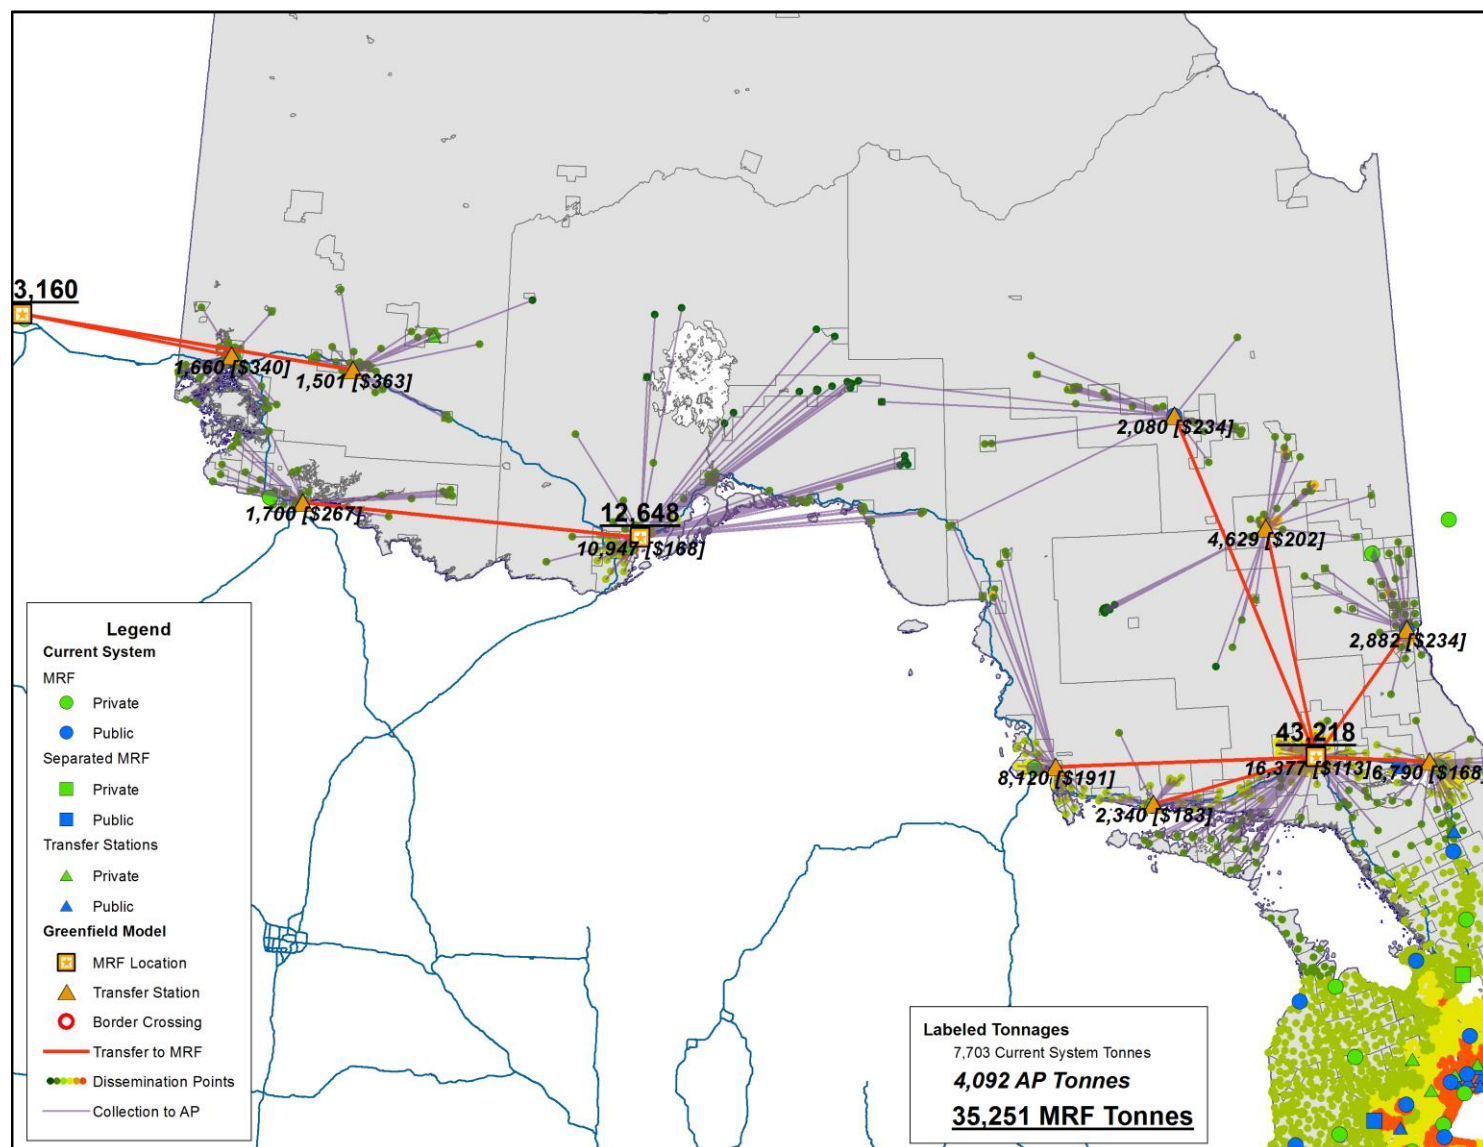 3,160
1,660 [$340]
1,501 [$363]
2,080 [$234]
1,700 [$267]
12,648
10,947 [$168]
4,629 [$202]
2,882 [$234]
43,218
16,377 [$113]
6,790 [$168]
8,120 [$191]
2,340 [$183]
Legend
Current System
MRF
Private
Public
Separated MRF
Private
Public
Transfer Stations
Private
Public
Greenfield Model
MRF Location
Transfer Station
Border Crossing
Transfer to MRF
Dissemination Points
Collection to AP
Labeled Tonnages
7,703 Current System Tonnes
4,092 AP Tonnes
35,251 MRF Tonnes